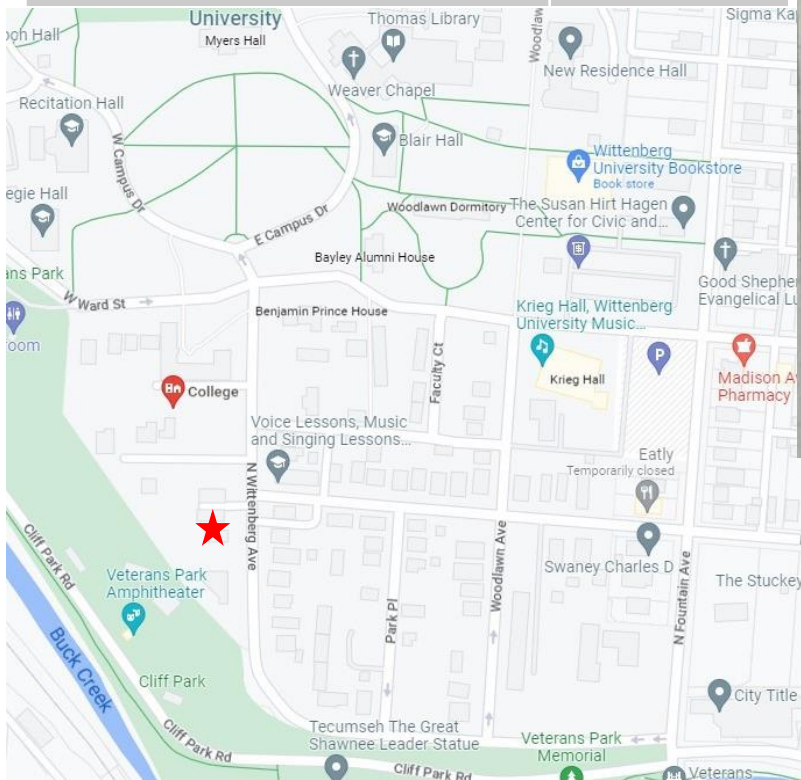 University
Myers Hall
Thomas Library
Sigma Ka
och Hall
Woodlawn
Weaver Chapel
New Residence Hall
Recitation Hall
W Campus Dr
Blair Hall
Wittenberg
University Bookstore
Book store
egie Hall
Woodlawn Dormitory
The Susan Hirt Hagen
Center for Civic and...
E Campus Dr
Bayley Alumni House
ans Park
Good Shepher
Evangelical Lu
W Ward St
Benjamin Prince House
Krieg Hall, Wittenberg
University Music...
room
Faculty Ct
P
Krieg Hall
Madison A
Pharmacy
College
Voice Lessons, Music
and Singing Lessons...
Eatly
Temporarily closed
N Wittenberg Ave
Cliff Park Rd
Woodlawn Ave
Swaney Charles D
Veterans Park
Amphitheater
The Stuckey
N Fountain Ave
Park Pl
Buck Creek
Cliff Park
City Title
Tecumseh The Great
Shawnee Leader Statue
Veterans Park
Memorial
Cliff Park Rd
Cliff Park Rd
Veterans